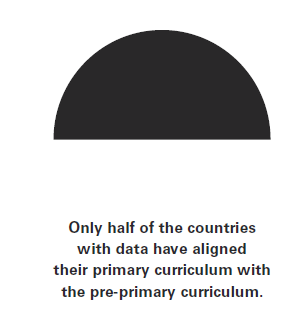 Only half of the countries
with data have aligned
their primary curriculum with
the pre-primary curriculum.